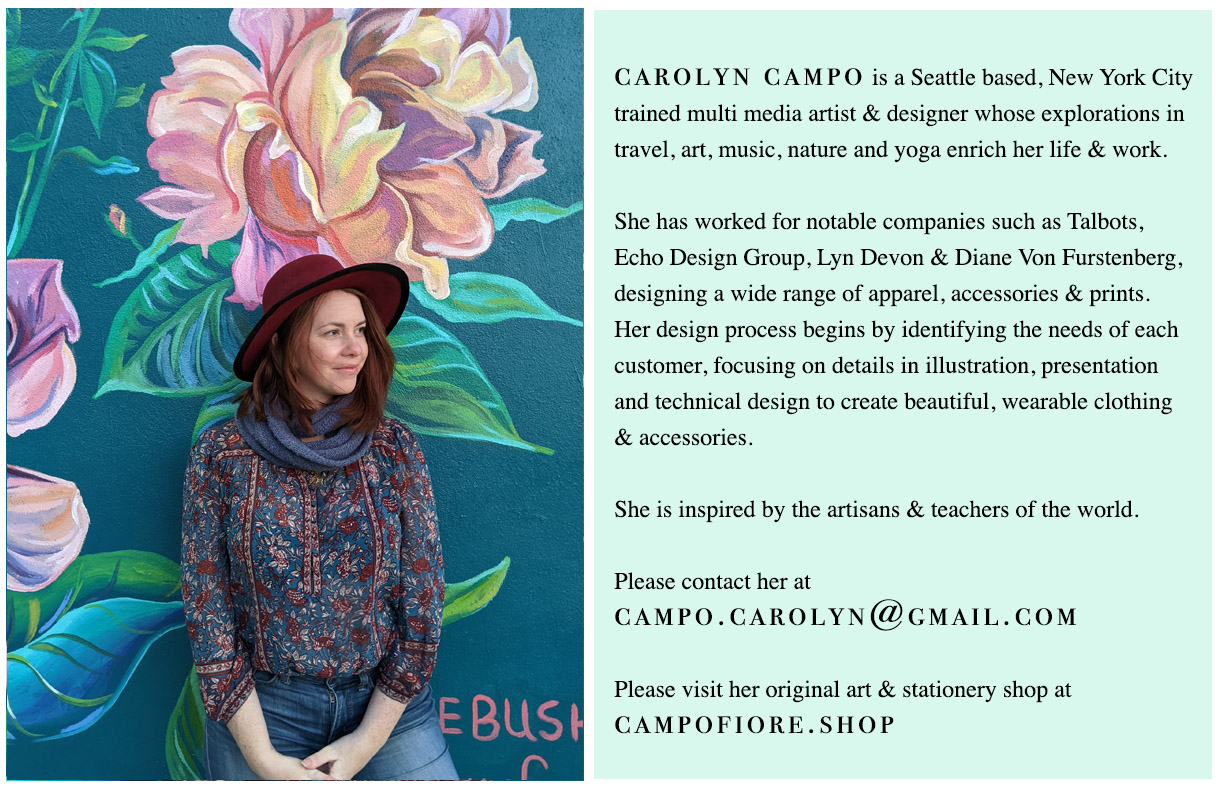 EBUSH
CAROLYN CAMPO is a Seattle based, New York City
trained multi media artist & designer whose explorations in
travel, art, music, nature and yoga enrich her life & work.
She has worked for notable companies such as Talbots,
Echo Design Group, Lyn Devon & Diane Von Furstenberg,
designing a wide range of apparel, accessories & prints.
Her design process begins by identifying the needs of each
customer, focusing on details in illustration, presentation
and technical design to create beautiful, wearable clothing
& accessories.
She is inspired by the artisans & teachers of the world.
Please contact her at
CAMPO.CAROLYN@GMAIL.COM
Please visit her original art & stationery shop at
CAMPOFIORE.SHOP